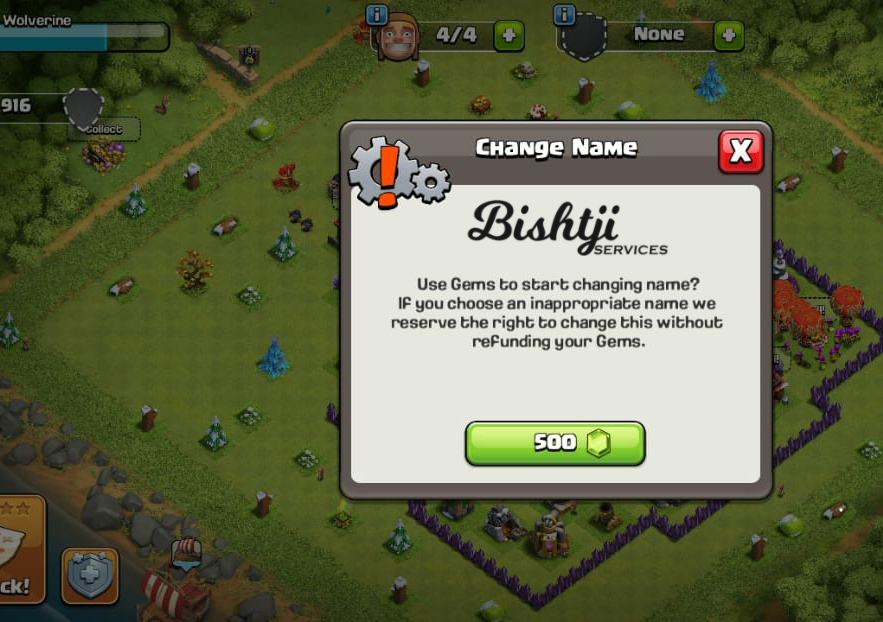 Wolverine
4/4
None
916
Collect
Change Name
X
Bishtji
SERVICES
Use Gems to start changing name?
If you choose an inappropriate name we
reserve the right to change this without
refunding your Gems.
500
ck!